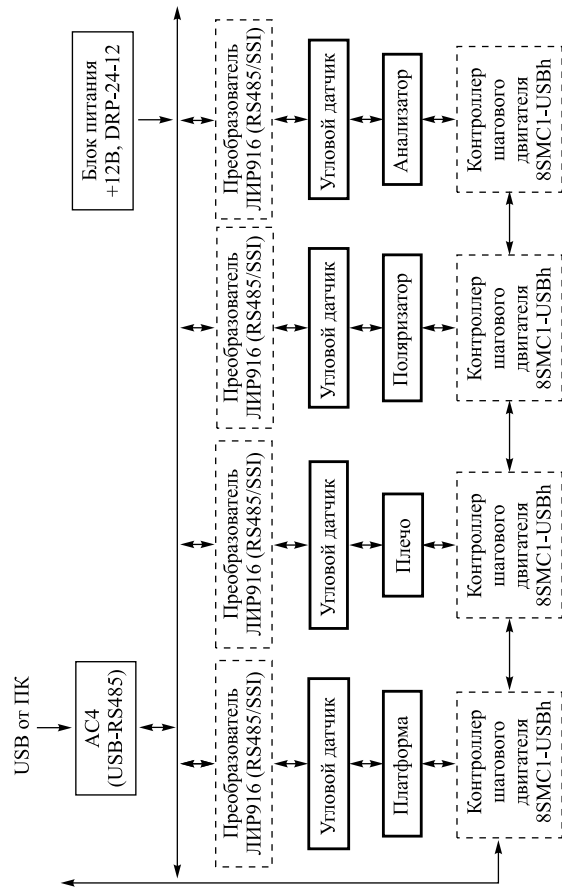 USB от ПК
АС4
(USB-RS485)
Блок питания
+12В, DRP-24-12
Преобразователь
ЛИР916 (RS485/SSI)
Преобразователь
ЛИР916 (RS485/SSI)
Преобразователь
ЛИР916 (RS485/SSI)
Преобразователь
ЛИР916 (RS485/SSI)
Угловой датчик
Угловой датчик
Угловой датчик
Угловой датчик
Платформа
Плечо
Поляризатор
Анализатор
Контроллер
шагового
двигателя
8SMC1-USBh
Контроллер
шагового
двигателя
8SMC1-USBh
Контроллер
шагового
двигателя
8SMC1-USBh
Контроллер
шагового
двигателя
8SMC1-USBh